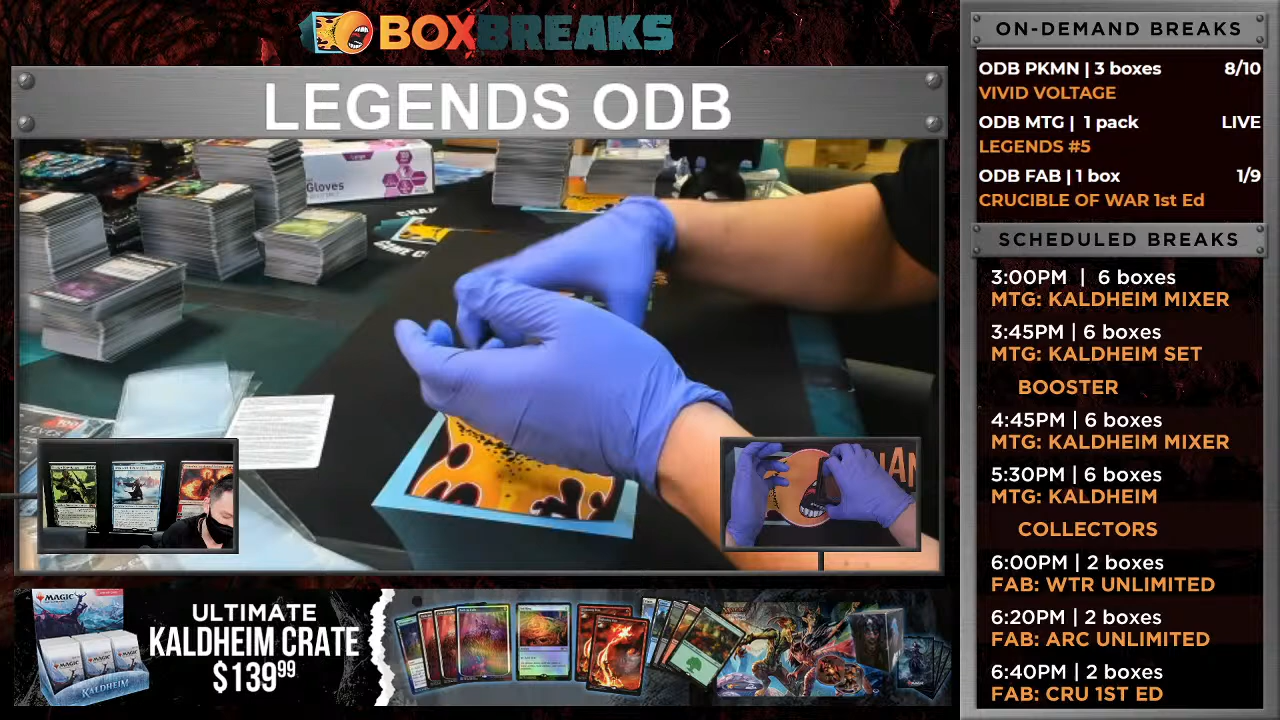 BOXBREAKS
LEGENDS ODB
Gloves
ULTIMATE
KALDHEIM CRATE
$139.99
MAGIC
KALDHEIM
ON-DEMAND BREAKS
ODB PKMN | 3 boxes 8/10
VIVID VOLTAGE
ODB MTG | 1 pack LIVE
LEGENDS #5
ODB FAB | 1 box 1/9
CRUCIBLE OF WAR 1st Ed
SCHEDULED BREAKS
3:00PM | 6 boxes
MTG: KALDHEIM MIXER
3:45PM | 6 boxes
MTG: KALDHEIM SET
BOOSTER
4:45PM | 6 boxes
MTG: KALDHEIM MIXER
5:30PM | 6 boxes
MTG: KALDHEIM
COLLECTORS
6:00PM | 2 boxes
FAB: WTR UNLIMITED
6:20PM | 2 boxes
FAB: ARC UNLIMITED
6:40PM | 2 boxes
FAB: CRU 1ST ED